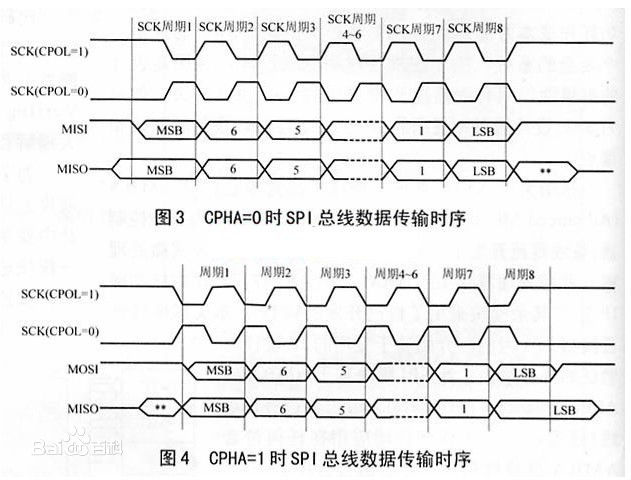 SCK周期1 SCK周期2 SCK周期3 SCK周期 4~6 SCK周期7 SCK周期8
SCK(CPOL=1)
SCK(CPOL=0)
MISI MSB 6 5 1 LSB
MISO MSB 6 5 1 LSB **
图3 CPHA=0时SPI总线数据传输时序
周期1 周期2 周期3 周期4~6 周期7 周期8
SCK(CPOL=1)
SCK(CPOL=0)
MOSI MSB 6 5 1 LSB
MISO ** MSB 6 5 1 LSB
Bai百科
图4 CPHA=1时SPI总线数据传输时序